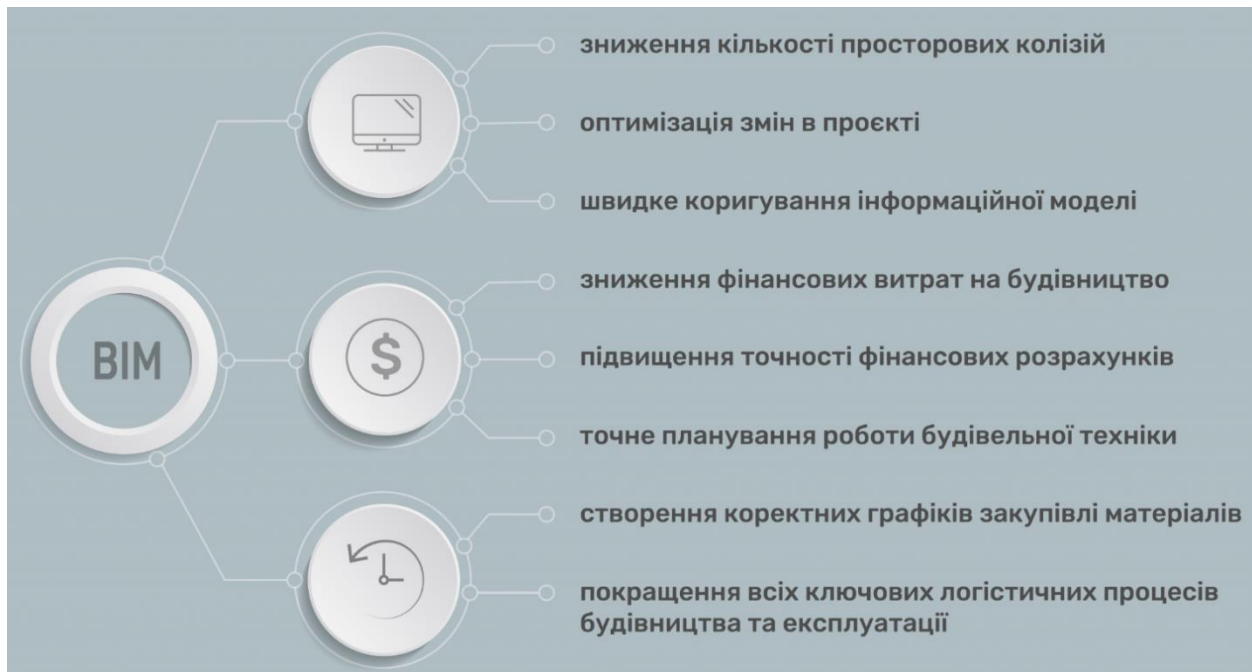 зниження кількості просторових колізій
оптимізація змін в проєкті
швидке коригування інформаційної моделі
BIM
$
зниження фінансових витрат на будівництво
підвищення точності фінансових розрахунків
точне планування роботи будівельної техніки
створення коректних графіків закупівлі матеріалів
покращення всіх ключових логістичних процесів
будівництва та експлуатації